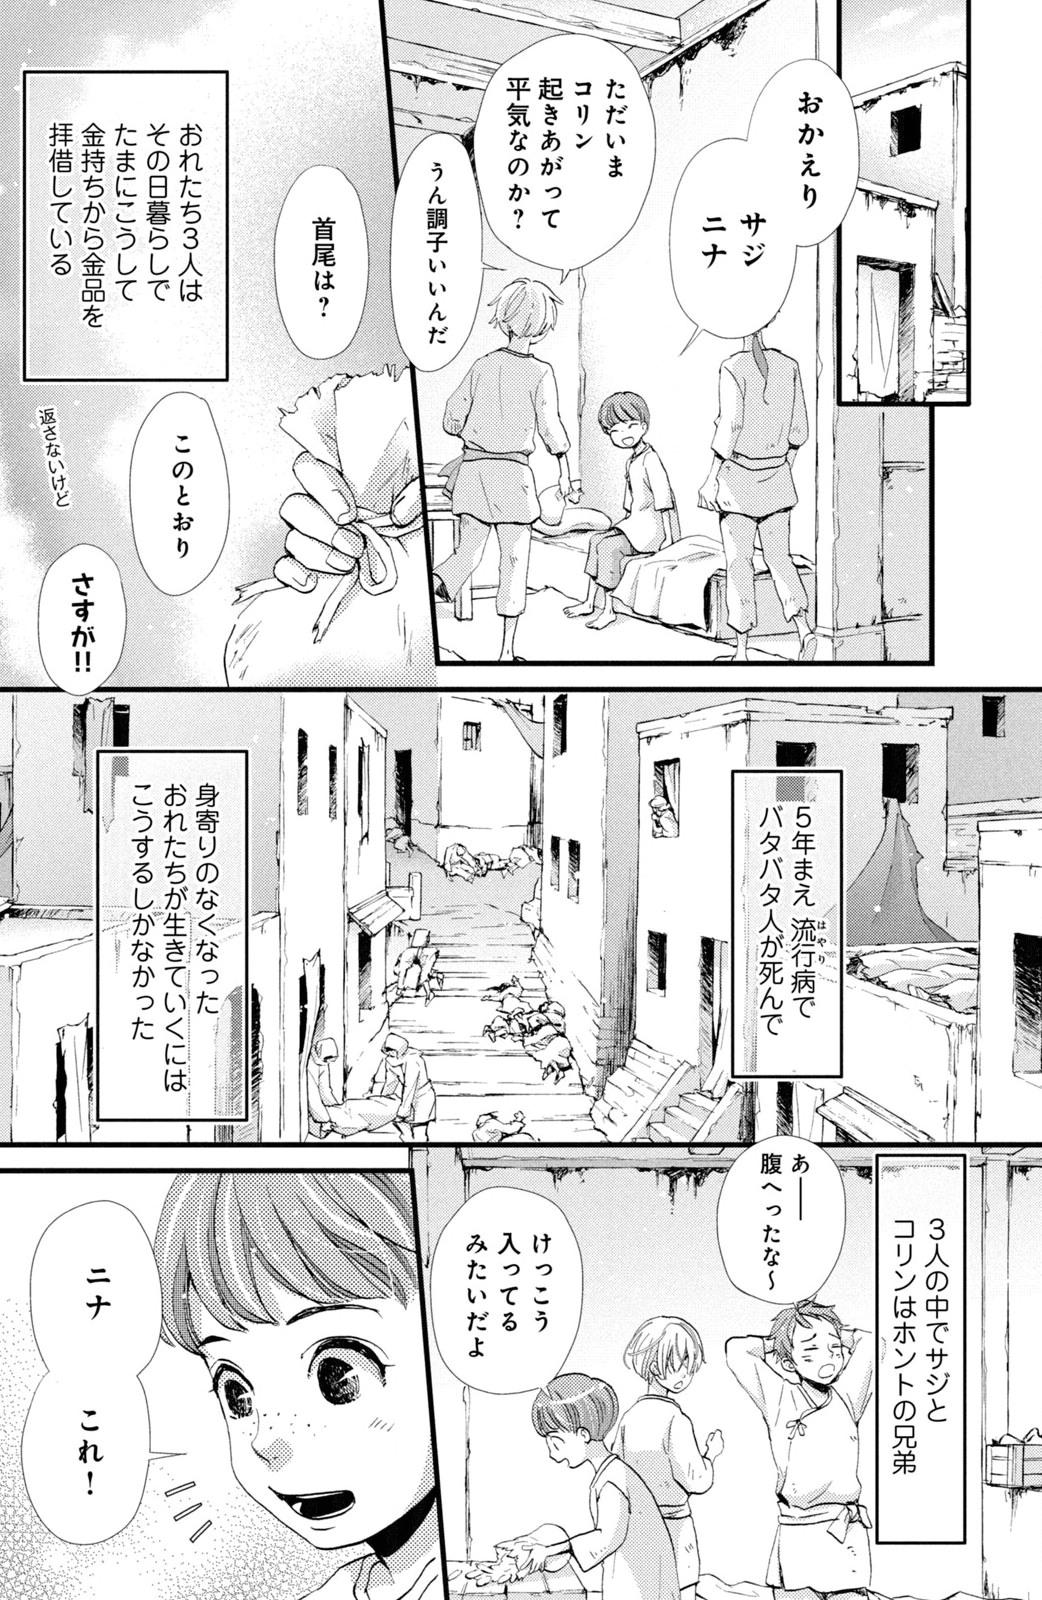 おかえり
サジ
ニナ
ただいま
コリン
起きあがって
平気なのか?
うん調子いいんだ
首尾は?
おれたち3人は
その日暮らしで
たまにこうして
金持ちから金品を
拝借している
返さないけど
このとおり
さすが!!
5年まえ 流行病で
はやり
バタバタ人が死んで
身寄りのなくなった
おれたちが生きていくには
こうするしかなかった
3人の中でサジと
コリンはホントの兄弟
あ――
腹へったな〜
けっこう
入ってる
みたいだよ
ニナ
これ!